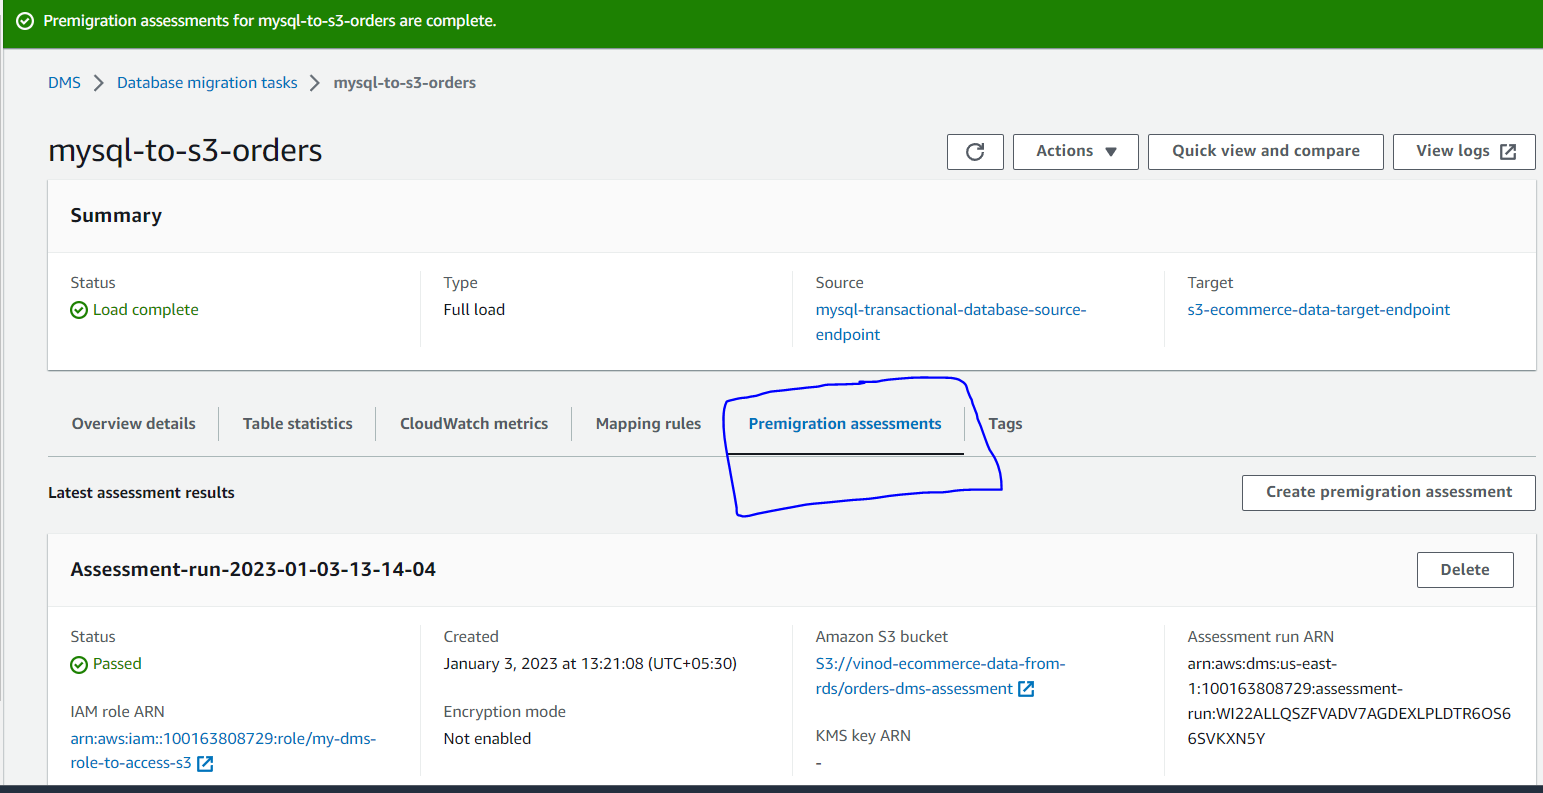 Premigration assessments for mysql-to-s3-orders are complete.
DMS > Database migration tasks > mysql-to-s3-orders
mysql-to-s3-orders
Actions
Quick view and compare
View logs
Summary
Status
Load complete
Type
Full load
Source
mysql-transactional-database-source-
endpoint
Target
s3-ecommerce-data-target-endpoint
Overview details
Table statistics
CloudWatch metrics
Mapping rules
Premigration assessments
Tags
Latest assessment results
Create premigration assessment
Assessment-run-2023-01-03-13-14-04
Delete
Status
Passed
IAM role ARN
arn:aws:iam::100163808729:role/my-dms-
role-to-access-s3
Created
January 3, 2023 at 13:21:08 (UTC+05:30)
Encryption mode
Not enabled
Amazon S3 bucket
S3://vinod-ecommerce-data-from-
rds/orders-dms-assessment
KMS key ARN
-
Assessment run ARN
arn:aws:dms:us-east-
1:100163808729:assessment-
run:WI22ALLQSZFVADV7AGDEXLPLDTR6OS6
6SVKXN5Y